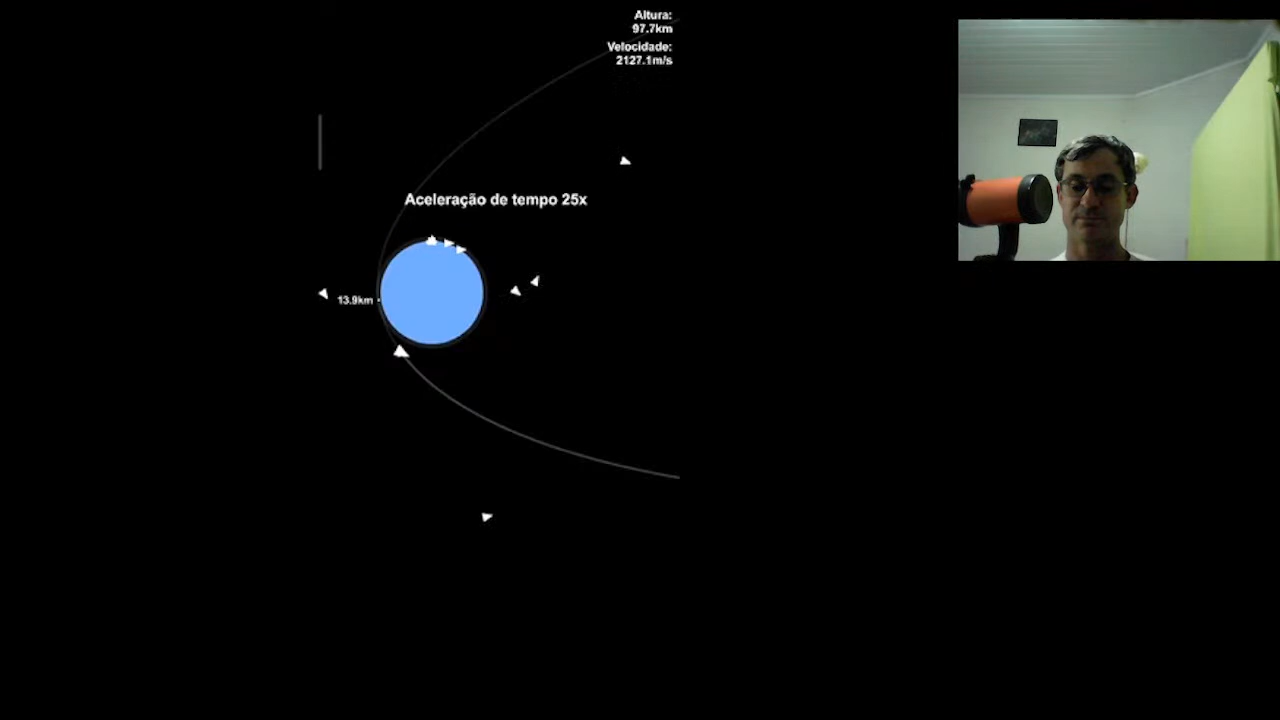 Altura:
97.7km
Velocidade:
2127.1m/s
Aceleração de tempo 25x
13.9km